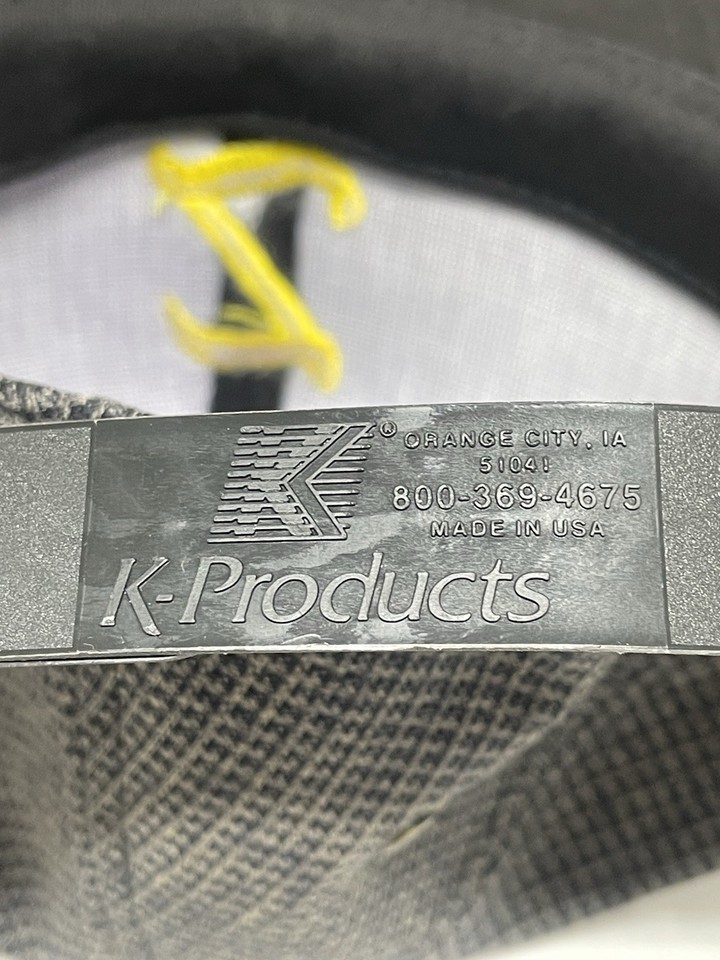 K®
ORANGE CITY, IA
51041
800-369-4675
MADE IN USA
K-Products